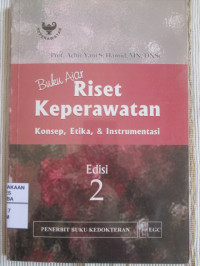 Prof. Achir Yani S. Hamid, MN, DNSc
Buku Ajar
Riset
Keperawatan
Konsep, Etika, & Instrumentasi
Edisi
2
PENERBIT BUKU KEDOKTERAN EGC